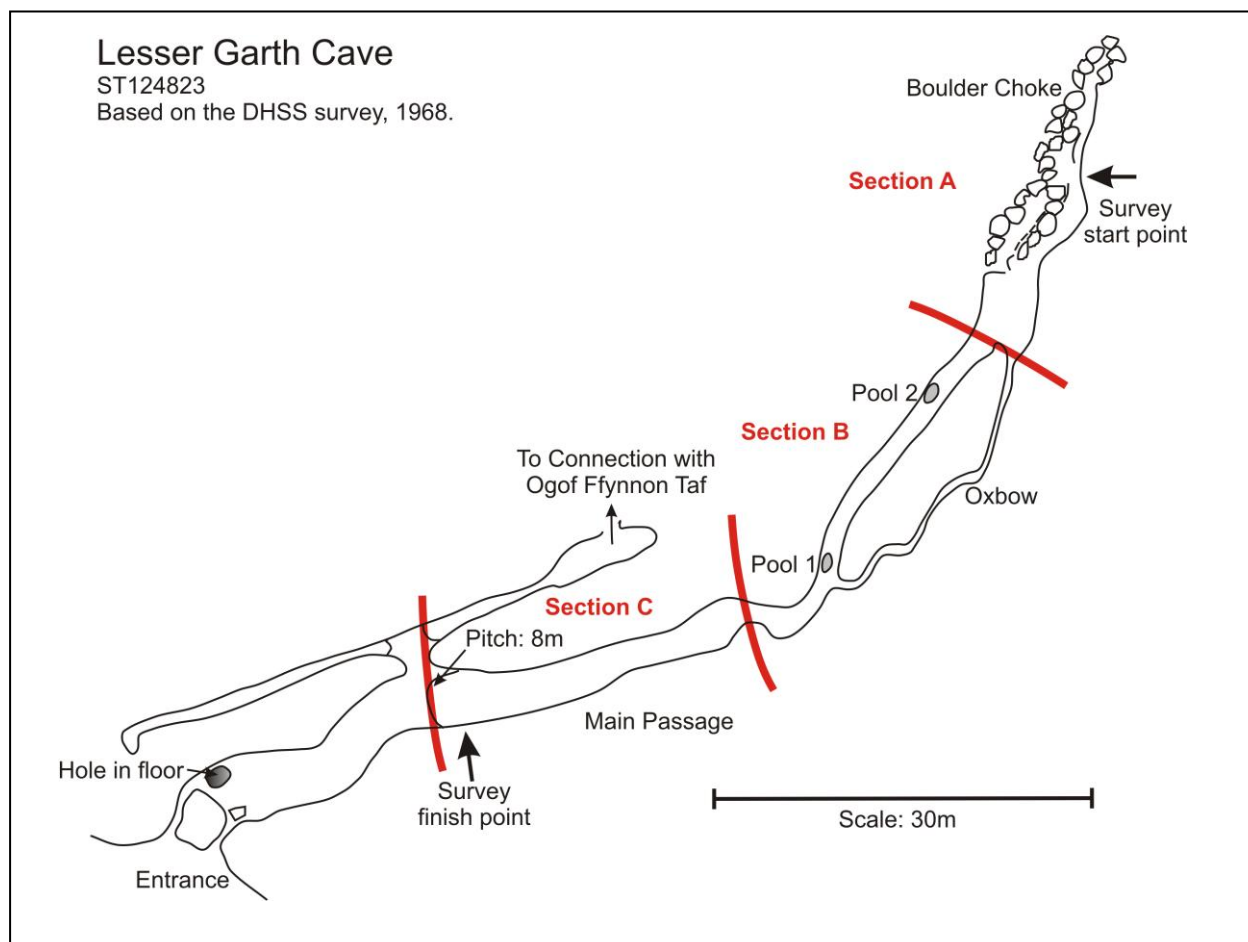 Lesser Garth Cave
ST124823
Based on the DHSS survey, 1968.
Boulder Choke
Section A
Survey
start point
Pool 2
Section B
To Connection with
Ogof Ffynnon Taf
Oxbow
Pool 1
Section C
Pitch: 8m
Main Passage
Hole in floor
Survey
finish point
Scale: 30m
Entrance